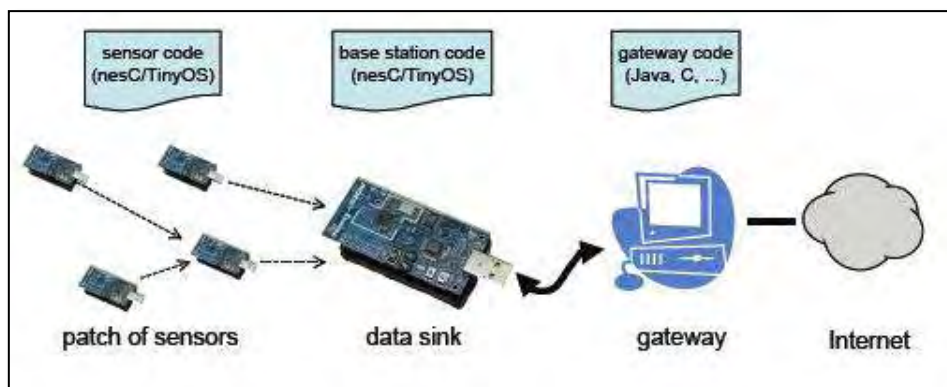 sensor code
(nesC/TinyOS)
base station code
(nesC/TinyOS)
gateway code
(Java, C, ...)
patch of sensors
data sink
gateway
Internet